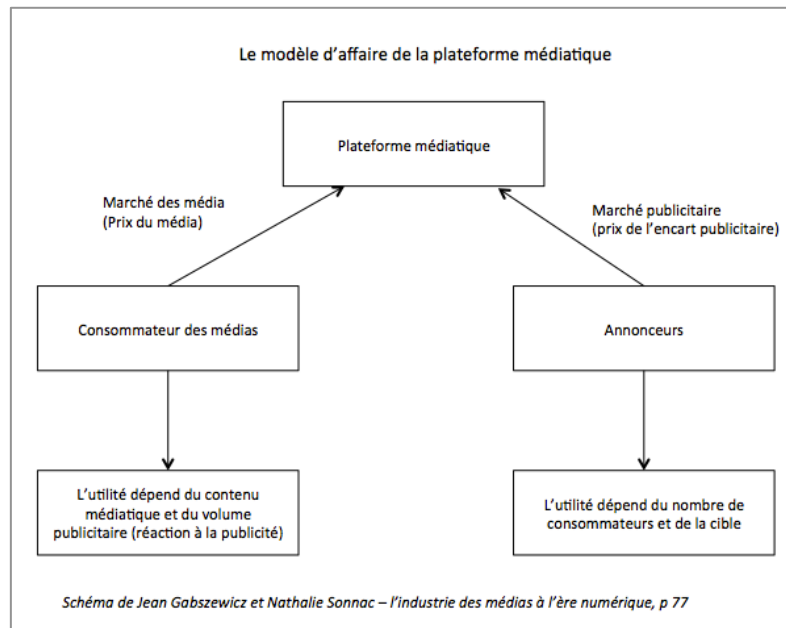 Le modèle d’affaire de la plateforme médiatique
Plateforme médiatique
Marché des média
(Prix du média)
Marché publicitaire
(prix de l’encart publicitaire)
Consommateur des médias
Annonceurs
L’utilité dépend du contenu
médiatique et du volume
publicitaire (réaction à la publicité)
L’utilité dépend du nombre de
consommateurs et de la cible
Schéma de Jean Gabszewicz et Nathalie Sonnac – l’industrie des médias à l’ère numérique, p 77